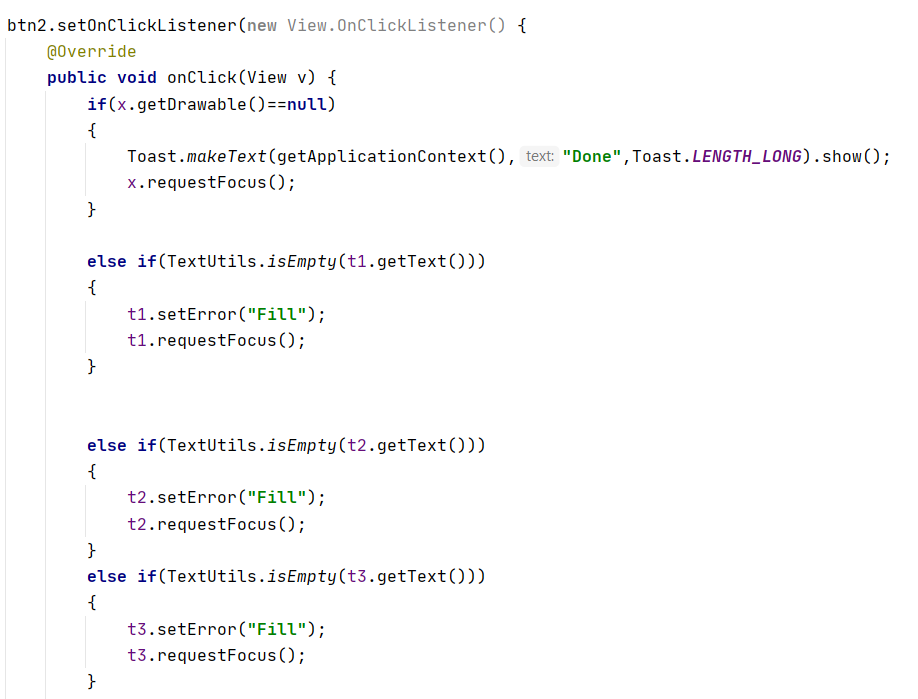 btn2.setOnClickListener(new View.OnClickListener() {
    @Override
    public void onClick(View v) {
        if(x.getDrawable()==null)
        {
            Toast.makeText(getApplicationContext(), text: "Done",Toast.LENGTH_LONG).show();
            x.requestFocus();
        }
        else if(TextUtils.isEmpty(t1.getText()))
        {
            t1.setError("Fill");
            t1.requestFocus();
        }
        else if(TextUtils.isEmpty(t2.getText()))
        {
            t2.setError("Fill");
            t2.requestFocus();
        }
        else if(TextUtils.isEmpty(t3.getText()))
        {
            t3.setError("Fill");
            t3.requestFocus();
        }